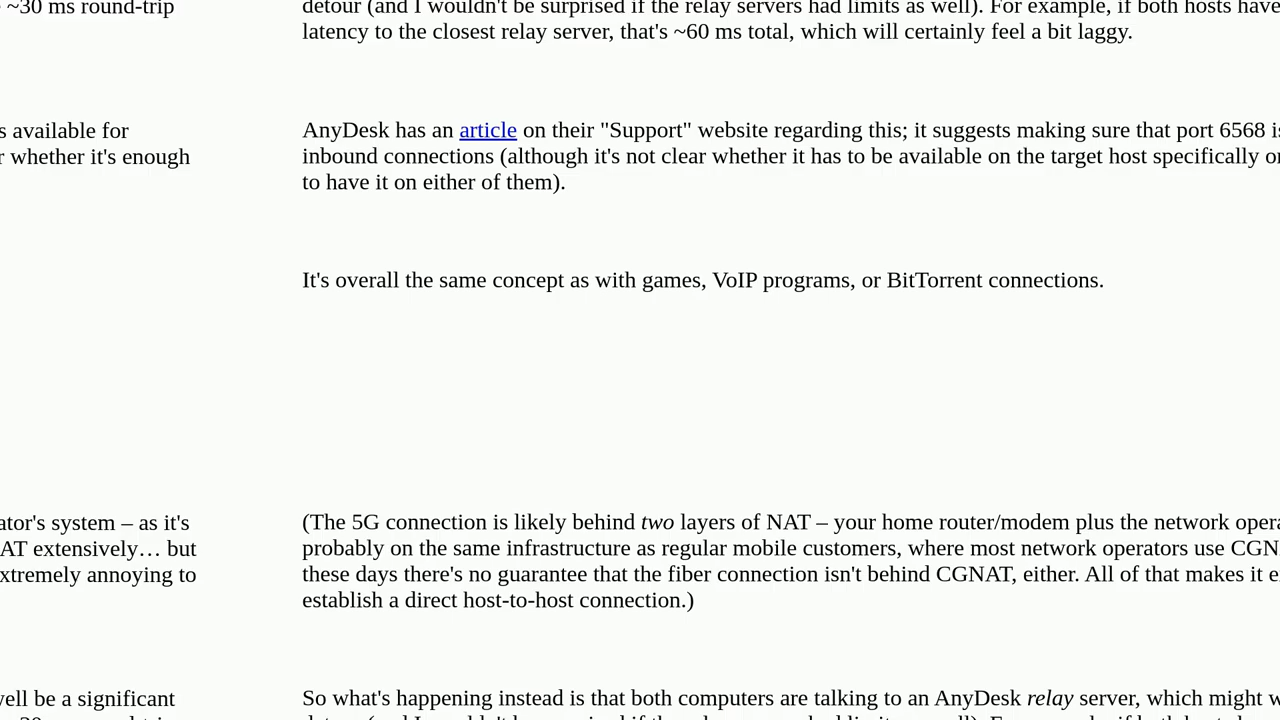 ~30 ms round-trip
s available for
whether it's enough
ator's system – as it's
AT extensively… but
xtremely annoying to
ell be a significant
detour (and I wouldn't be surprised if the relay servers had limits as well). For example, if both hosts have
latency to the closest relay server, that's ~60 ms total, which will certainly feel a bit laggy.
AnyDesk has an article on their "Support" website regarding this; it suggests making sure that port 6568 is
inbound connections (although it's not clear whether it has to be available on the target host specifically or
to have it on either of them).
It's overall the same concept as with games, VoIP programs, or BitTorrent connections.
(The 5G connection is likely behind two layers of NAT – your home router/modem plus the network opera
probably on the same infrastructure as regular mobile customers, where most network operators use CGN
these days there's no guarantee that the fiber connection isn't behind CGNAT, either. All of that makes it e
establish a direct host-to-host connection.)
So what's happening instead is that both computers are talking to an AnyDesk relay server, which might w